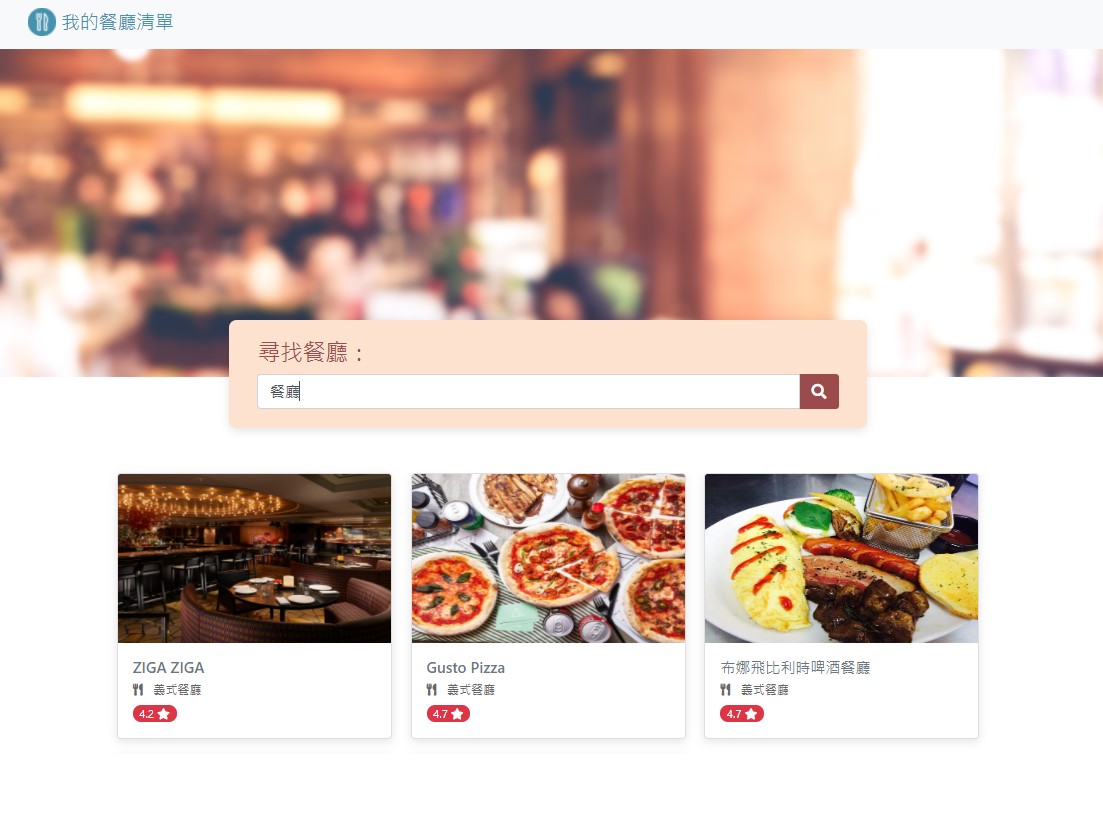 我的餐廳清單
尋找餐廳：
餐廳
ZIGA ZIGA
義式餐廳
4.2
Gusto Pizza
義式餐廳
4.7
布娜飛比利時啤酒餐廳
義式餐廳
4.7